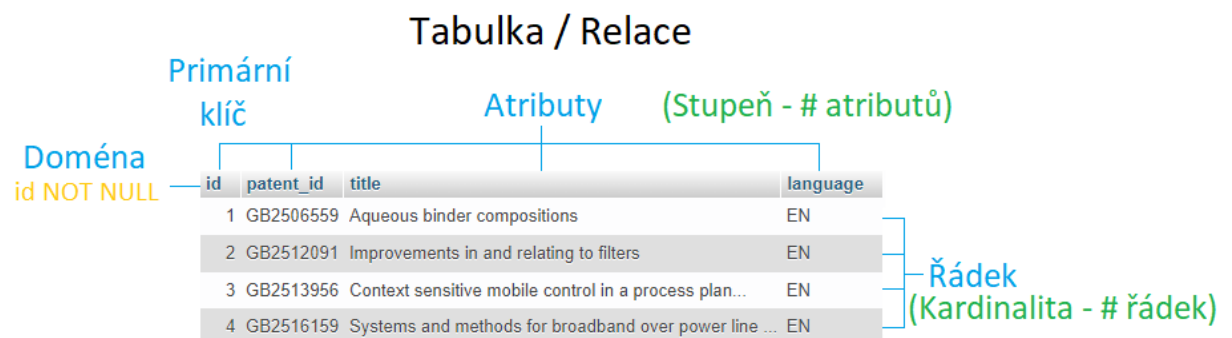 Tabulka / Relace
Primární
klíč
Atributy
(Stupeň - # atributů)
Doména
id NOT NULL
id patent_id title language
1 GB2506559 Aqueous binder compositions EN
2 GB2512091 Improvements in and relating to filters EN
3 GB2513956 Context sensitive mobile control in a process plan... EN
4 GB2516159 Systems and methods for broadband over power line ... EN
Řádek
(Kardinalita - # řádek)